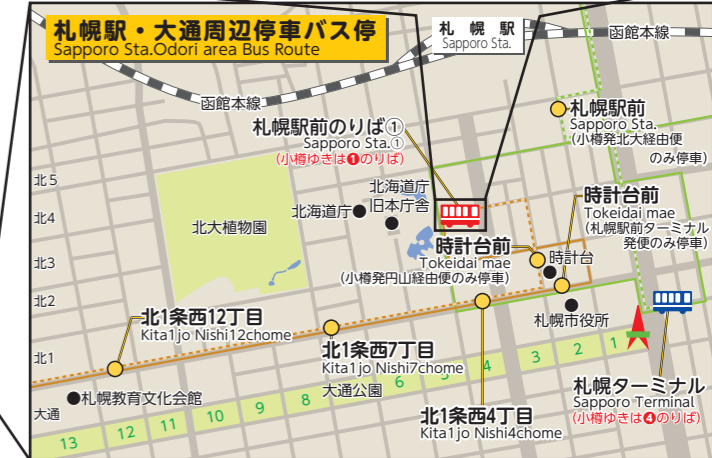 札幌駅・大通周辺停車バス停
Sapporo Sta.Odori area Bus Route
札幌駅
Sapporo Sta.
函館本線
函館本線
札幌駅前のりば①
Sapporo Sta.①
(小樽ゆきは❶のりば)
札幌駅前
Sapporo Sta.
(小樽発北大経由便
のみ停車)
北5
北4
北3
北2
北1
大通
北大植物園
北海道庁
北海道庁
旧本庁舎
時計台前
Tokeidai mae
(札幌駅前ターミナル
発便のみ停車)
時計台前
Tokeidai mae
(小樽発円山経由便のみ停車)
時計台
札幌市役所
北1条西12丁目
Kita1jo Nishi12chome
北1条西7丁目
Kita1jo Nishi7chome
北1条西4丁目
Kita1jo Nishi4chome
札幌教育文化会館
大通公園
13
12
11
10
9
8
6
5
4
3
2
1
札幌ターミナル
Sapporo Terminal
(小樽ゆきは❹のりば)